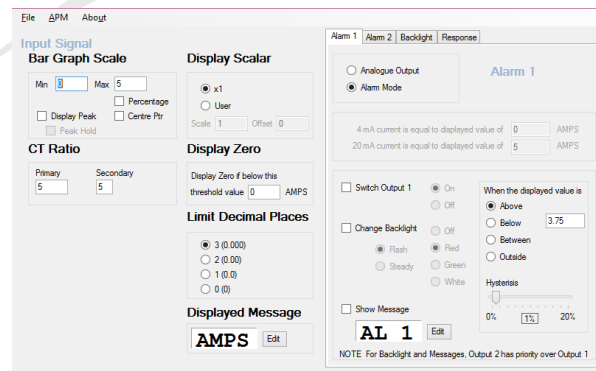 File APM About
Input Signal
Bar Graph Scale
Min 0 Max 5
Percentage
Display Peak Centre Ptr
Peak Hold
CT Ratio
Primary Secondary
5 5
Display Scalar
x1
User
Scale 1 Offset 0
Display Zero
Display Zero if below this
threshold value 0 AMPS
Limit Decimal Places
3 (0.000)
2 (0.00)
1 (0.0)
0 (0)
Displayed Message
AMPS Edit
Alarm 1 Alarm 2 Backlight Response
Analogue Output
Alarm Mode
Alarm 1
4 mA current is equal to displayed value of 0 AMPS
20 mA current is equal to displayed value of 5 AMPS
Switch Output 1 On
Off
Change Backlight Off
Flash Red
Steady Green
White
When the displayed value is
Above
Below 3.75
Between
Outside
Hysterisis
0% 1% 20%
Show Message
AL 1 Edit
NOTE For Backlight and Messages, Output 2 has priority over Output 1